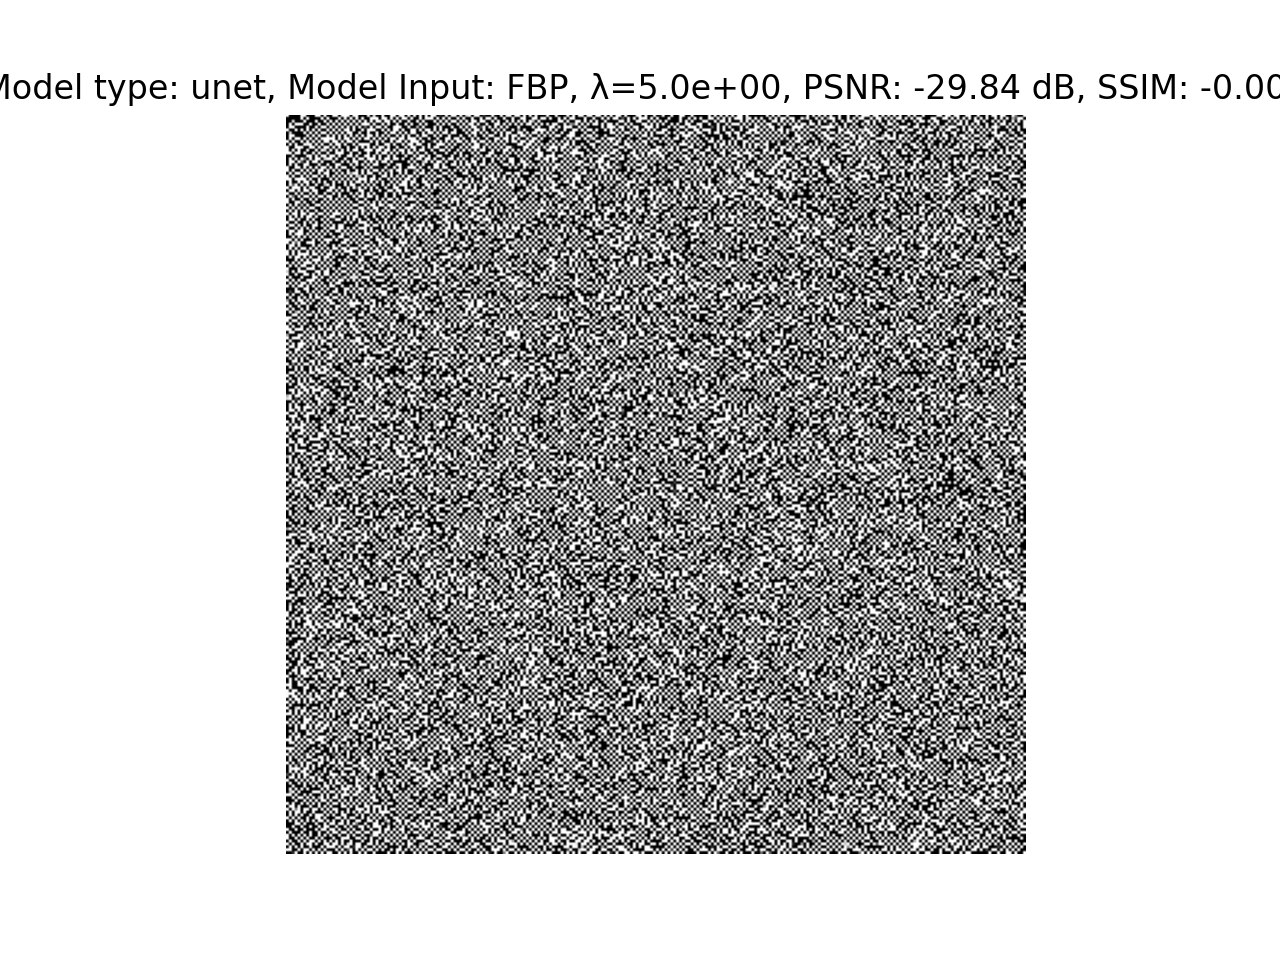 Model type: unet, Model Input: FBP, λ=5.0e+00, PSNR: -29.84 dB, SSIM: -0.00